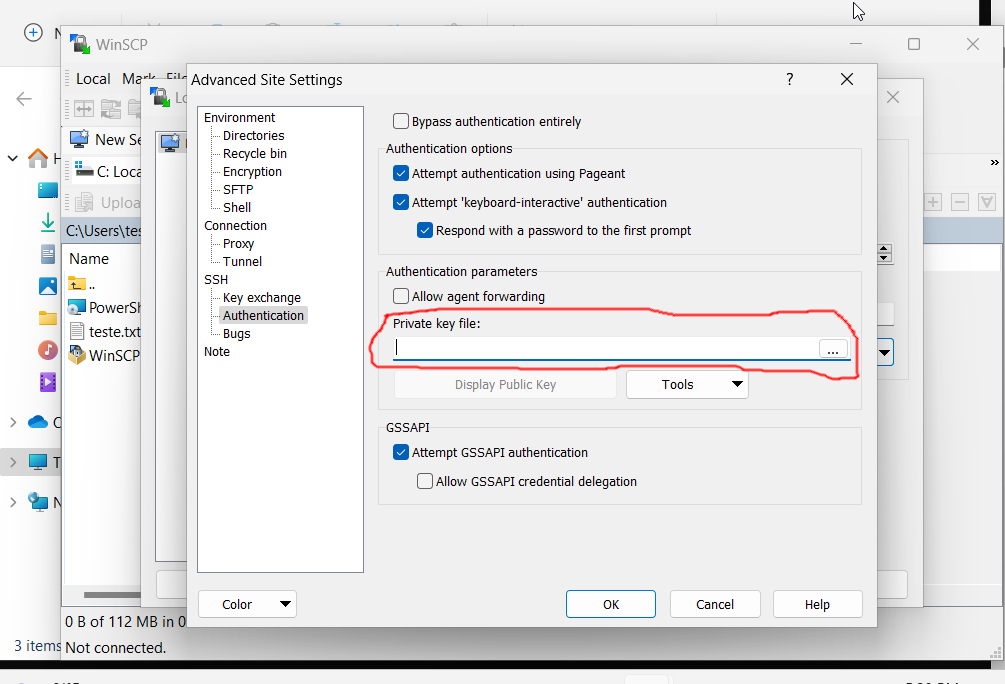 WinSCP
Local Mark
Advanced Site Settings ?
Environment
Directories
Recycle bin
Encryption
SFTP
Shell
Connection
Proxy
Tunnel
SSH
Key exchange
Authentication
Bugs
Note
Bypass authentication entirely
Authentication options
Attempt authentication using Pageant
Attempt 'keyboard-interactive' authentication
Respond with a password to the first prompt
Authentication parameters
Allow agent forwarding
Private key file:
...
Display Public Key Tools
GSSAPI
Attempt GSSAPI authentication
Allow GSSAPI credential delegation
Color OK Cancel Help
New Se
C: Loca
Uploa
C:\Users\tes
Name
..
PowerSh
teste.txt
WinSCP
0 B of 112 MB in 0
3 items
Not connected.